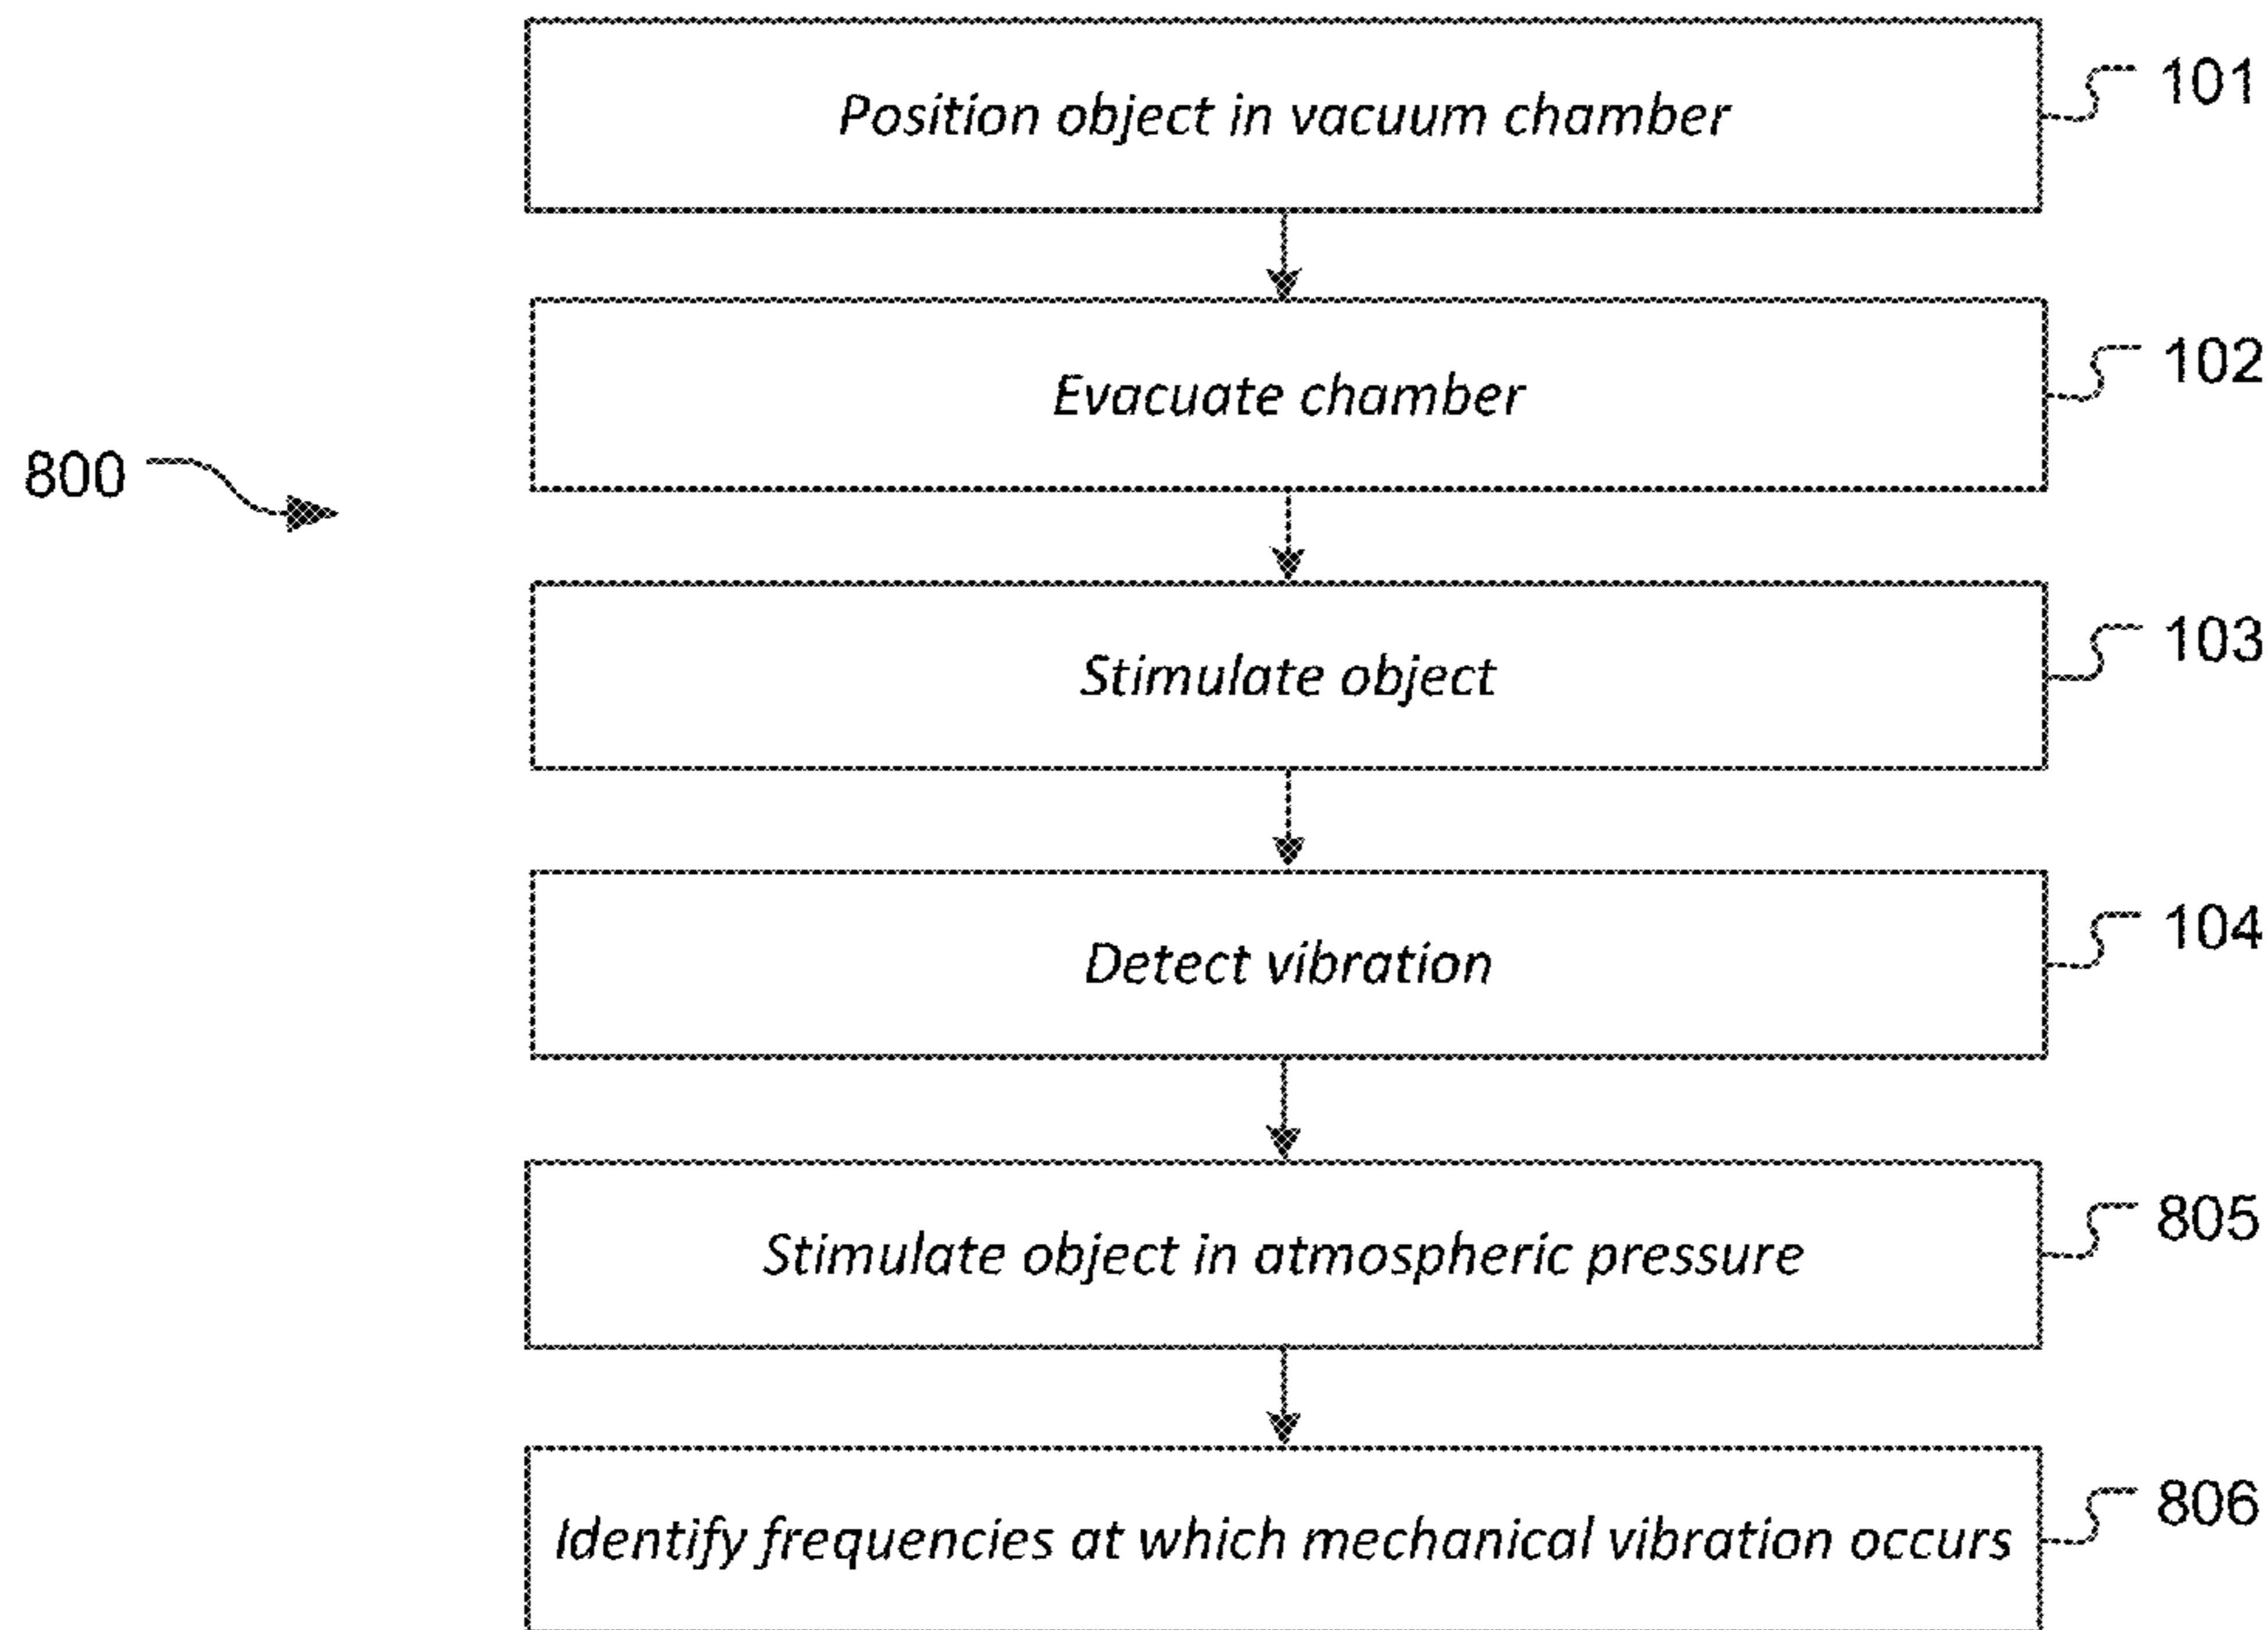 Position object in vacuum chamber
101
Evacuate chamber
102
800
Stimulate object
103
Detect vibration
104
Stimulate object in atmospheric pressure
805
Identify frequencies at which mechanical vibration occurs
806